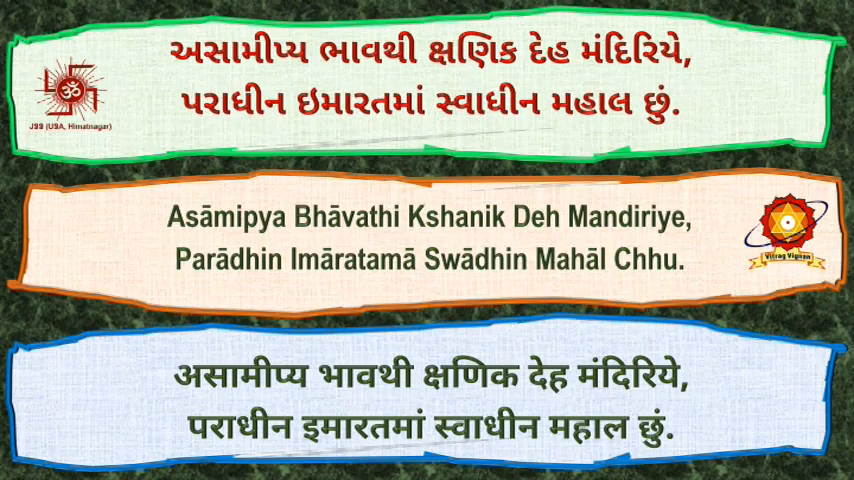 અસામીપ્ય ભાવથી ક્ષણિક દેહ મંદિરિયે,
પરાધીન ઇમારતમાં સ્વાધીન મહાલ છું.
ॐ
JSS (USA, Himatnagar)
Asāmipya Bhāvathi Kshanik Deh Mandiriye,
Parādhin Imāratamā Swādhin Mahāl Chhu.
Vitrag Vignan
असामीप्य भावथी क्षणिक देह मंदिरिये,
पराधीन इमारतमां स्वाधीन महाल छुं.